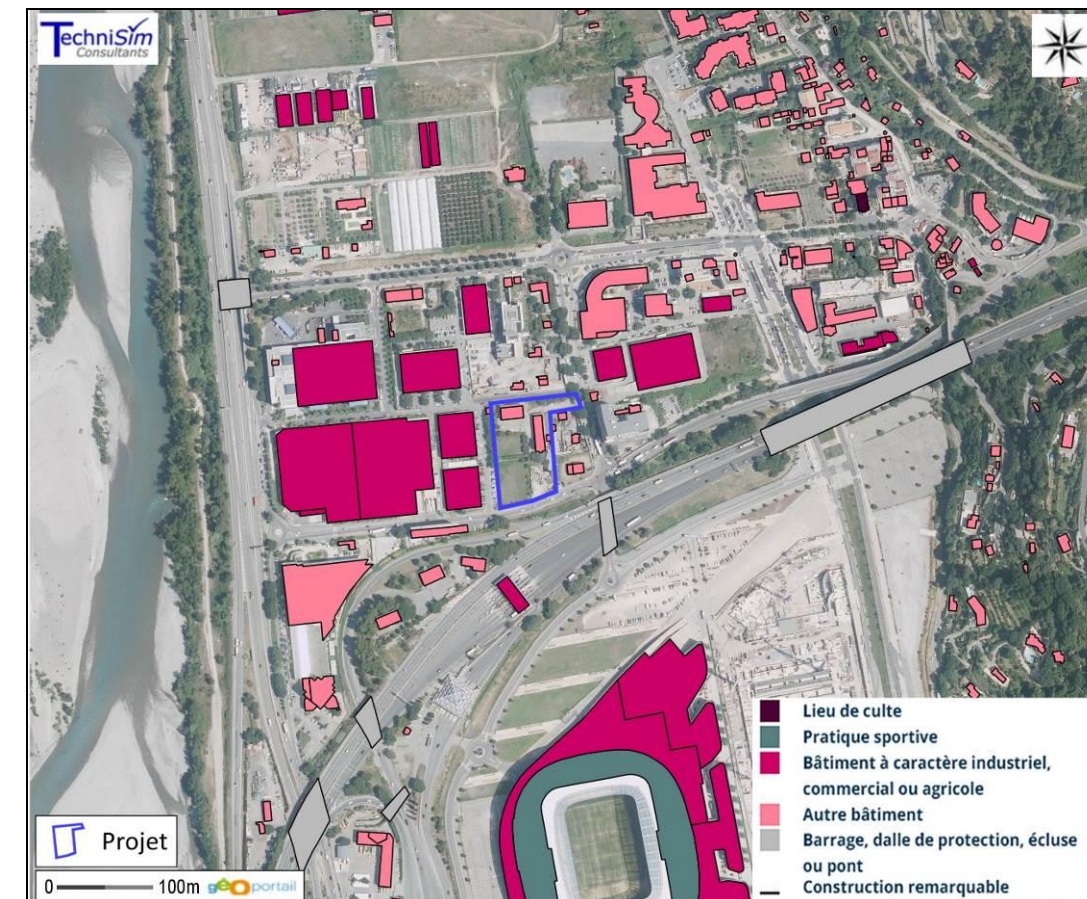 TechniSim
Consultants
Lieu de culte
Pratique sportive
Bâtiment à caractère industriel,
commercial ou agricole
Autre bâtiment
Barrage, dalle de protection, écluse
ou pont
Construction remarquable
Projet
0 100m géoportail